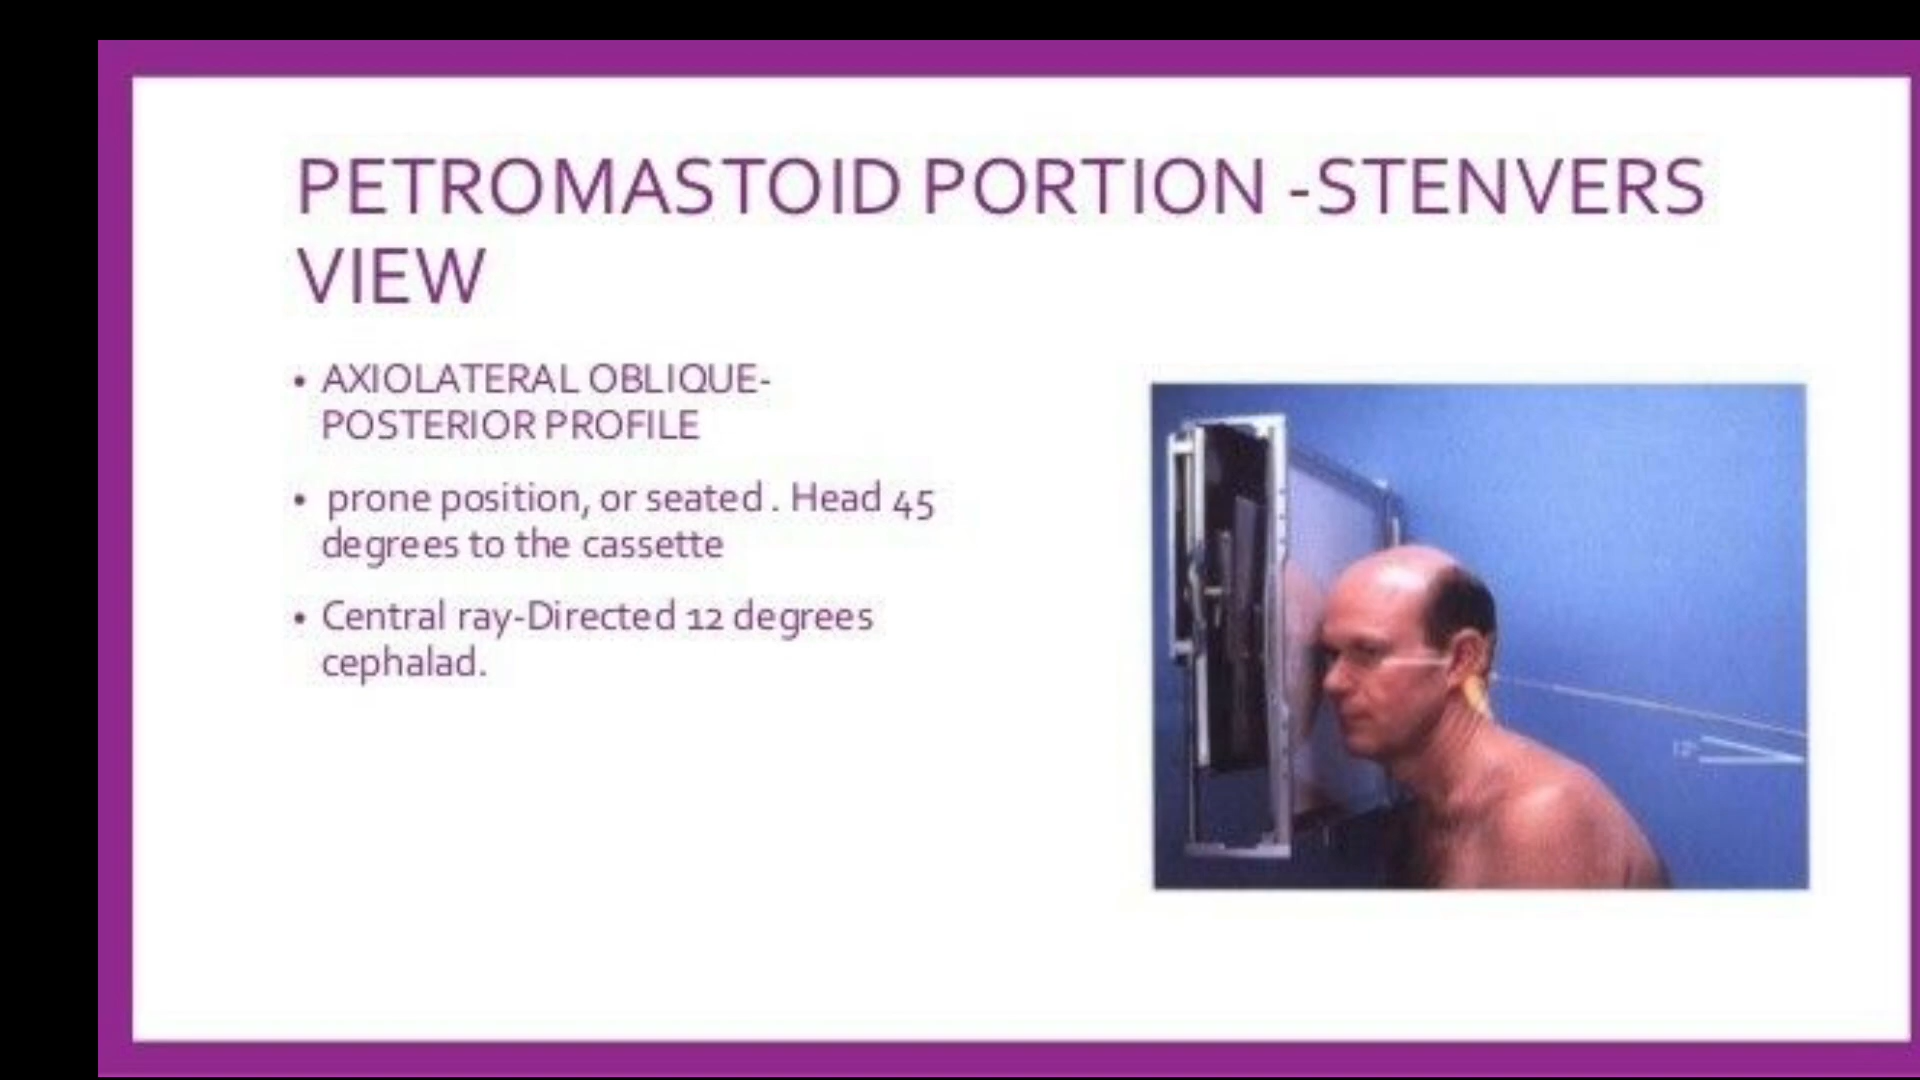 PETROMASTOID PORTION -STENVERS
VIEW
• AXIOLATERAL OBLIQUE-
POSTERIOR PROFILE
• prone position, or seated . Head 45
degrees to the cassette
• Central ray-Directed 12 degrees
cephalad.
12°